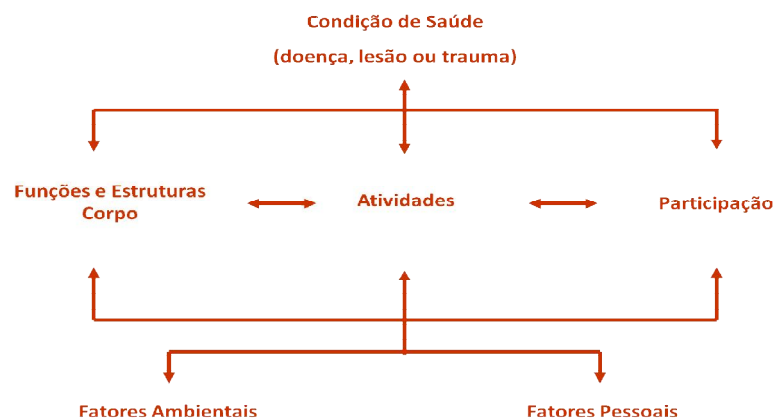 Condição de Saúde
(doença, lesão ou trauma)
Funções e Estruturas
Corpo
Atividades
Participação
Fatores Ambientais
Fatores Pessoais